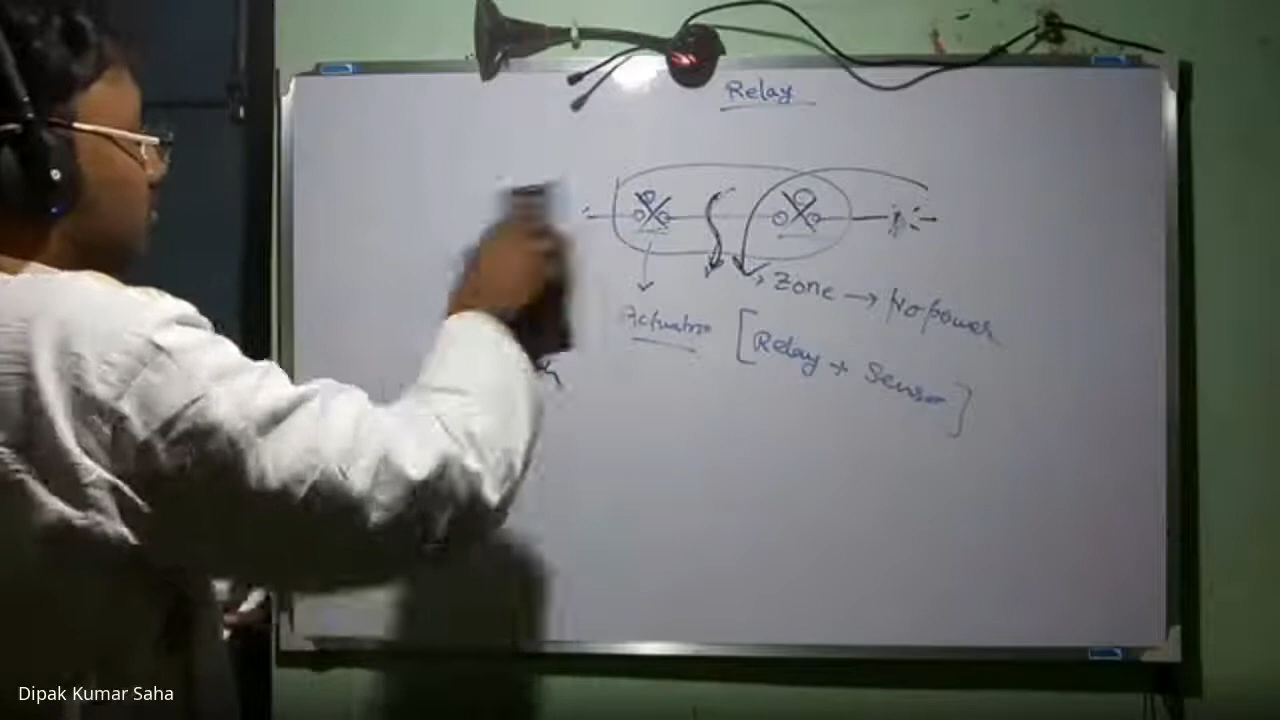 Relay
Zone → No power
Actuator
[Relay + Sensor]
Dipak Kumar Saha